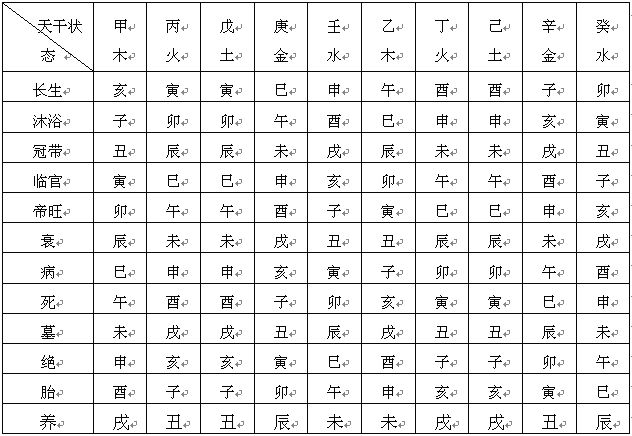 天干状 甲 丙 戊 庚 壬 乙 丁 己 辛 癸
态 木 火 土 金 水 木 火 土 金 水
长生 亥 寅 寅 巳 申 午 酉 酉 子 卯
沐浴 子 卯 卯 午 酉 巳 申 申 亥 寅
冠带 丑 辰 辰 未 戌 辰 未 未 戌 丑
临官 寅 巳 巳 申 亥 卯 午 午 酉 子
帝旺 卯 午 午 酉 子 寅 巳 巳 申 亥
衰 辰 未 未 戌 丑 丑 辰 辰 未 戌
病 巳 申 申 亥 寅 子 卯 卯 午 酉
死 午 酉 酉 子 卯 亥 寅 寅 巳 申
墓 未 戌 戌 丑 辰 戌 丑 丑 辰 未
绝 申 亥 亥 寅 巳 酉 子 子 卯 午
胎 酉 子 子 卯 午 申 亥 亥 寅 巳
养 戌 丑 丑 辰 未 未 戌 戌 丑 辰